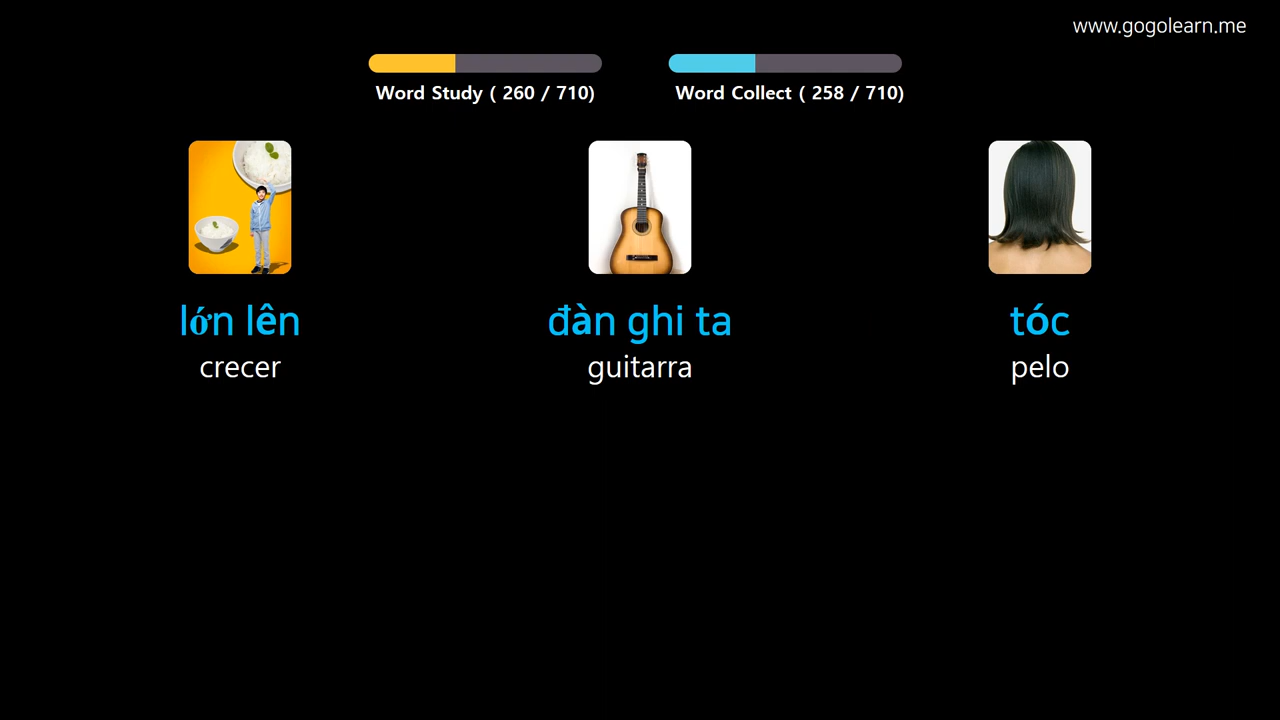 www.gogolearn.me
Word Study ( 260 / 710)
Word Collect ( 258 / 710)
lớn lên
crecer
đàn ghi ta
guitarra
tóc
pelo